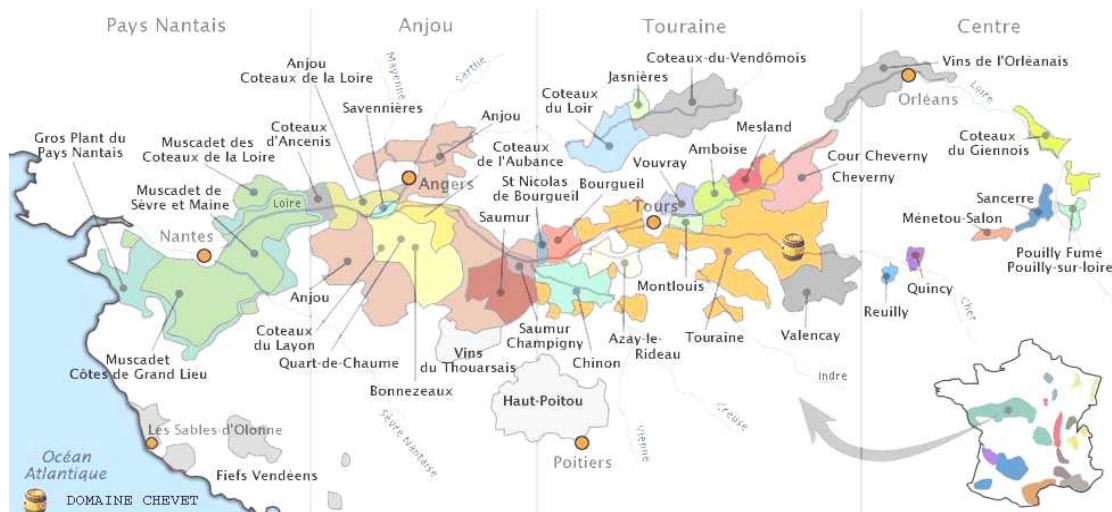 Pays Nantais
Anjou
Touraine
Centre
Mayenne
Sarthe
Anjou
Coteaux de la Loire
Savennières
Coteaux
d'Ancenis
Gros Plant du
Pays Nantais
Muscadet des
Coteaux de la Loire
Muscadet de
Sèvre et Maine
Loire
Nantes
Anjou
Coteaux
de l'Aubance
Angers
St Nicolas
de Bourgueil
Bourgueil
Saumur
Coteaux
du Loir
Jasnières
Coteaux-du-Vendômois
Vouvray
Amboise
Mesland
Tours
Cour Cheverny
Cheverny
Vins de l'Orléanais
Orléans
Loire
Coteaux
du Giennois
Sancerre
Ménetou-Salon
Pouilly Fumé
Pouilly-sur-loire
Quincy
Reuilly
Cher
Muscadet
Côtes de Grand Lieu
Anjou
Coteaux
du Layon
Quart-de-Chaume
Bonnezeaux
Vins
du Thouarsais
Saumur
Champigny
Chinon
Azay-le-
Rideau
Montlouis
Touraine
Valencay
Indre
Creuse
Vienne
Haut-Poitou
Poitiers
Sèvre Nantaise
Les Sables-d'Olonne
Fiefs Vendéens
Océan
Atlantique
DOMAINE CHEVET